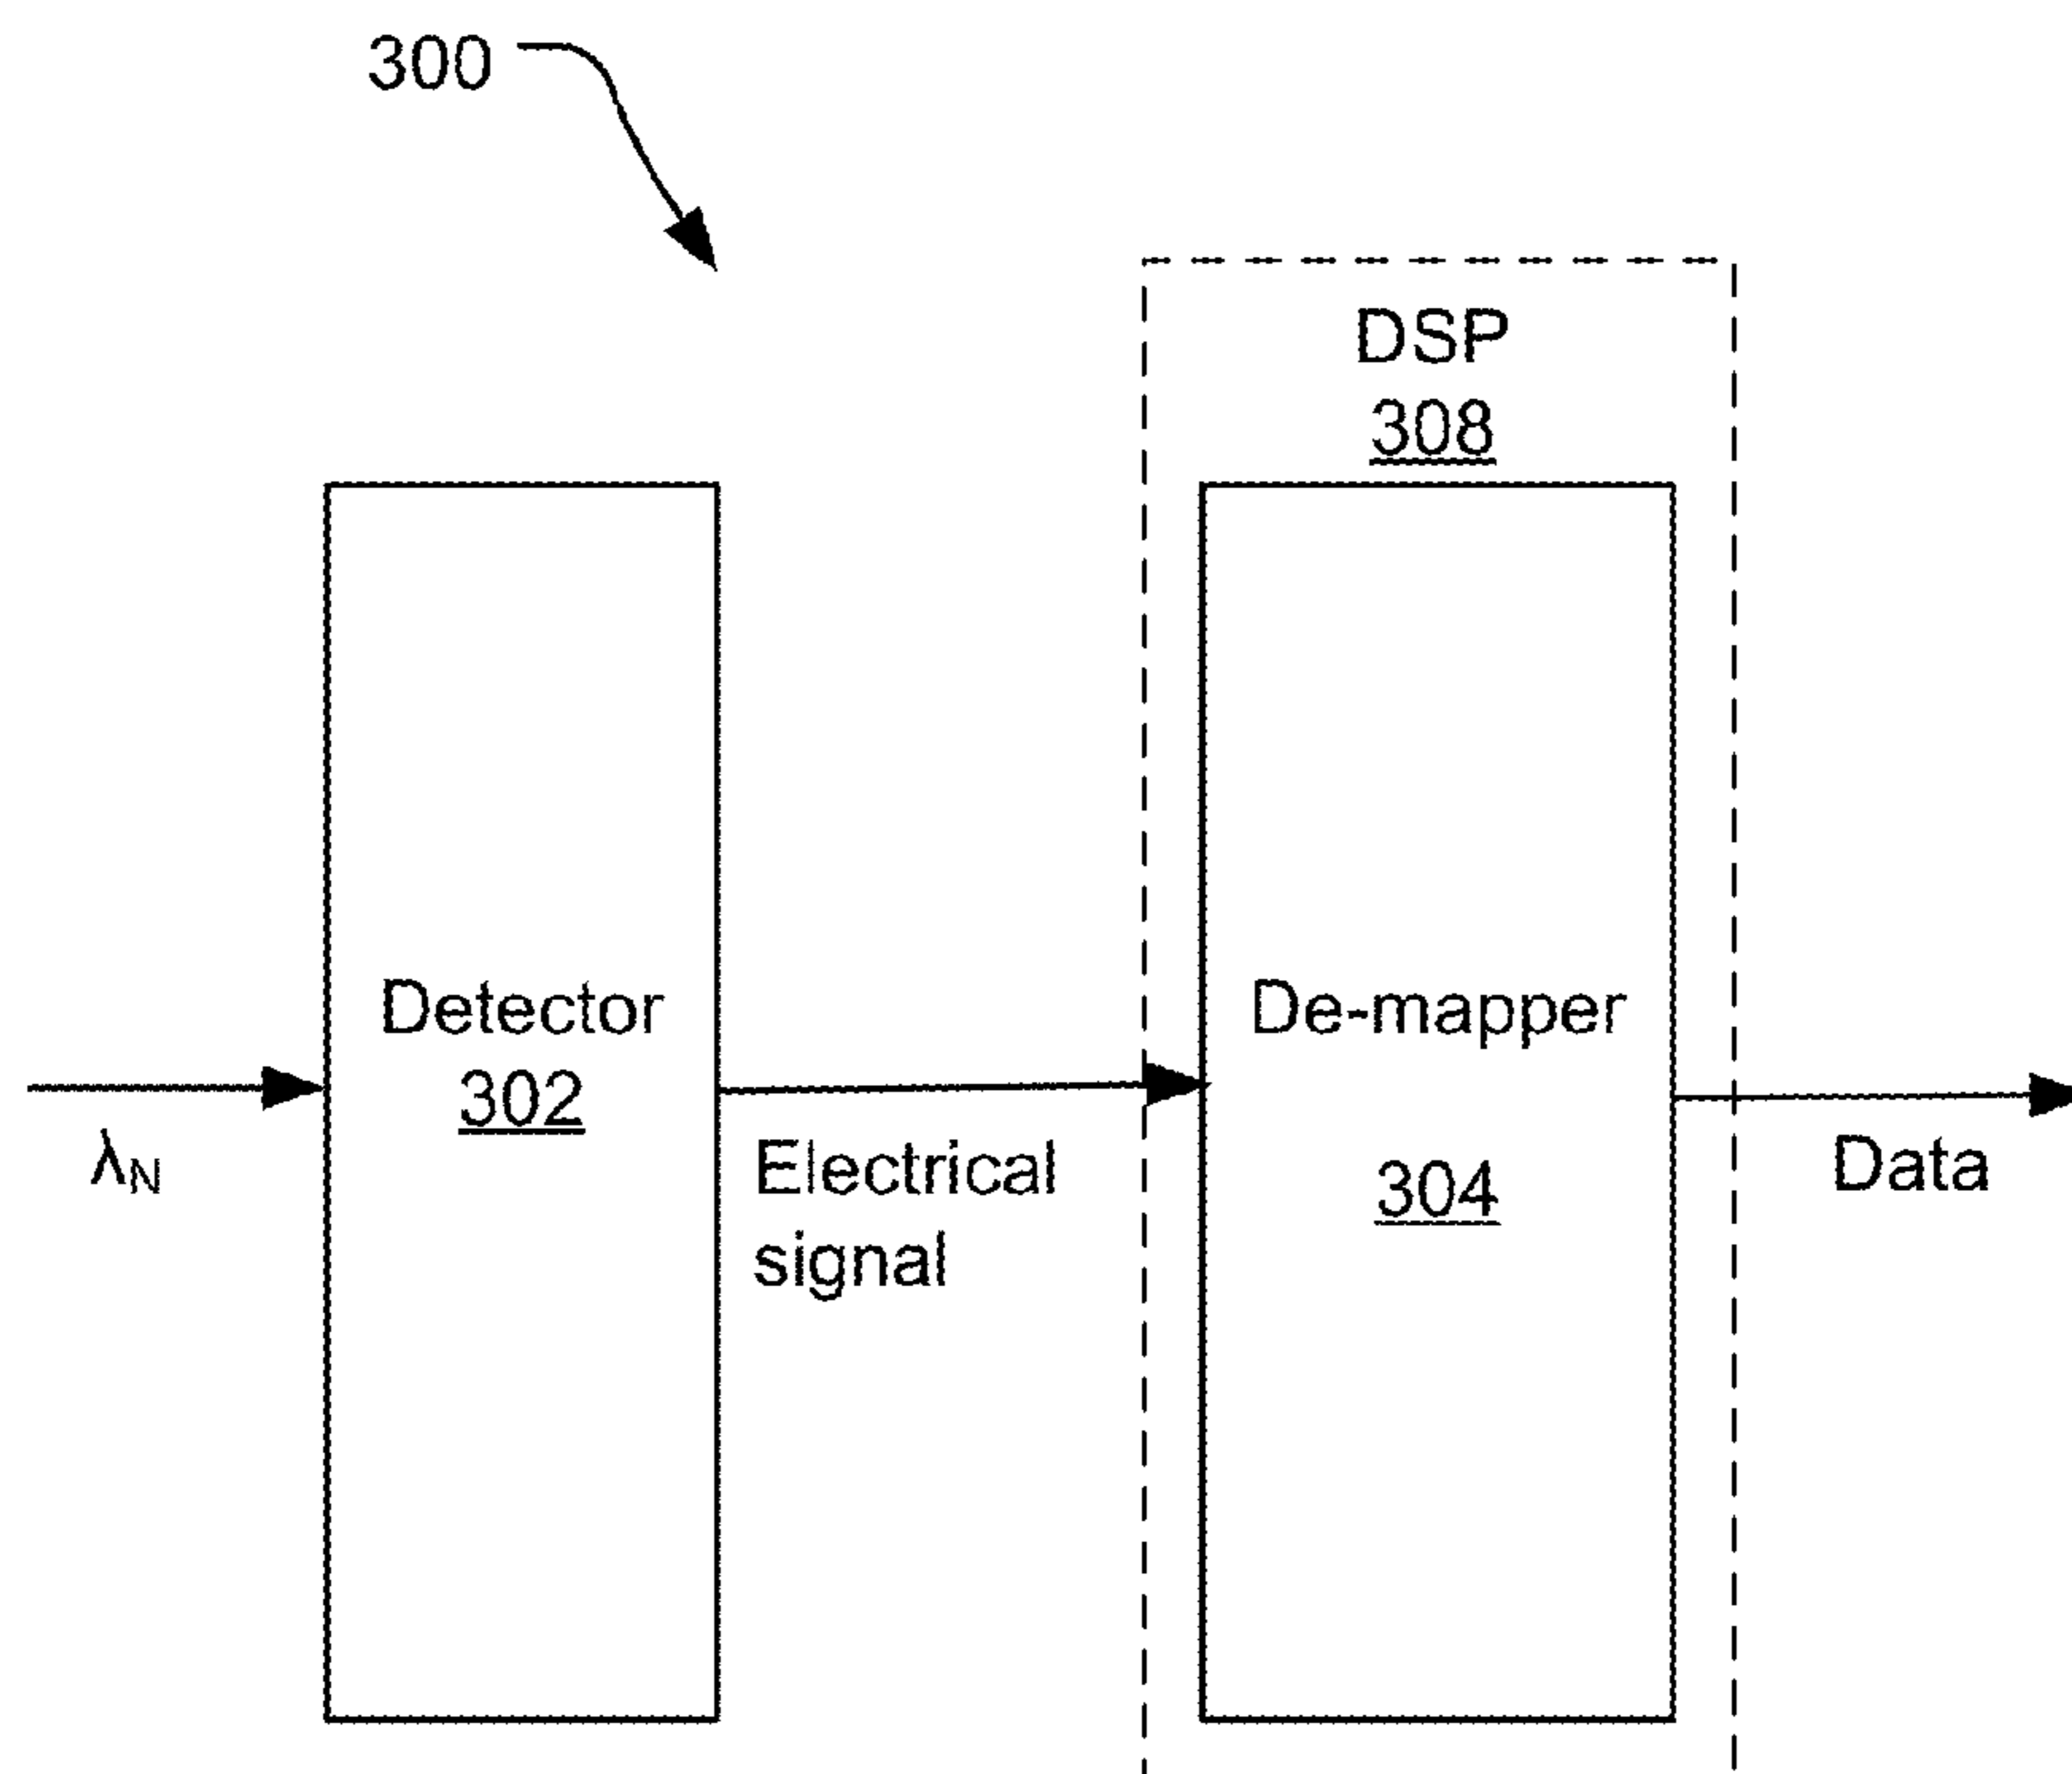 300
DSP
308
Detector
302
De-mapper
304
λN
Electrical
signal
Data